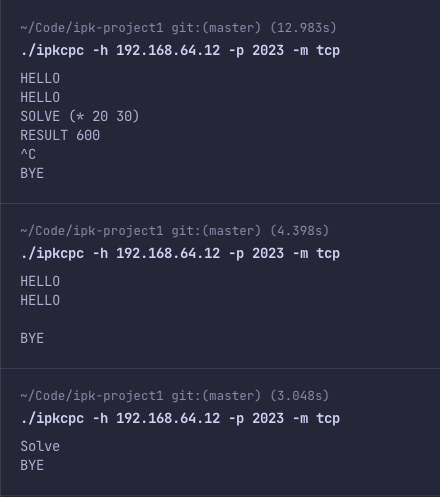 ~/Code/ipk-project1 git:(master) (12.983s)
./ipkcpc -h 192.168.64.12 -p 2023 -m tcp
HELLO
HELLO
SOLVE (* 20 30)
RESULT 600
^C
BYE
~/Code/ipk-project1 git:(master) (4.398s)
./ipkcpc -h 192.168.64.12 -p 2023 -m tcp
HELLO
HELLO
BYE
~/Code/ipk-project1 git:(master) (3.048s)
./ipkcpc -h 192.168.64.12 -p 2023 -m tcp
Solve
BYE